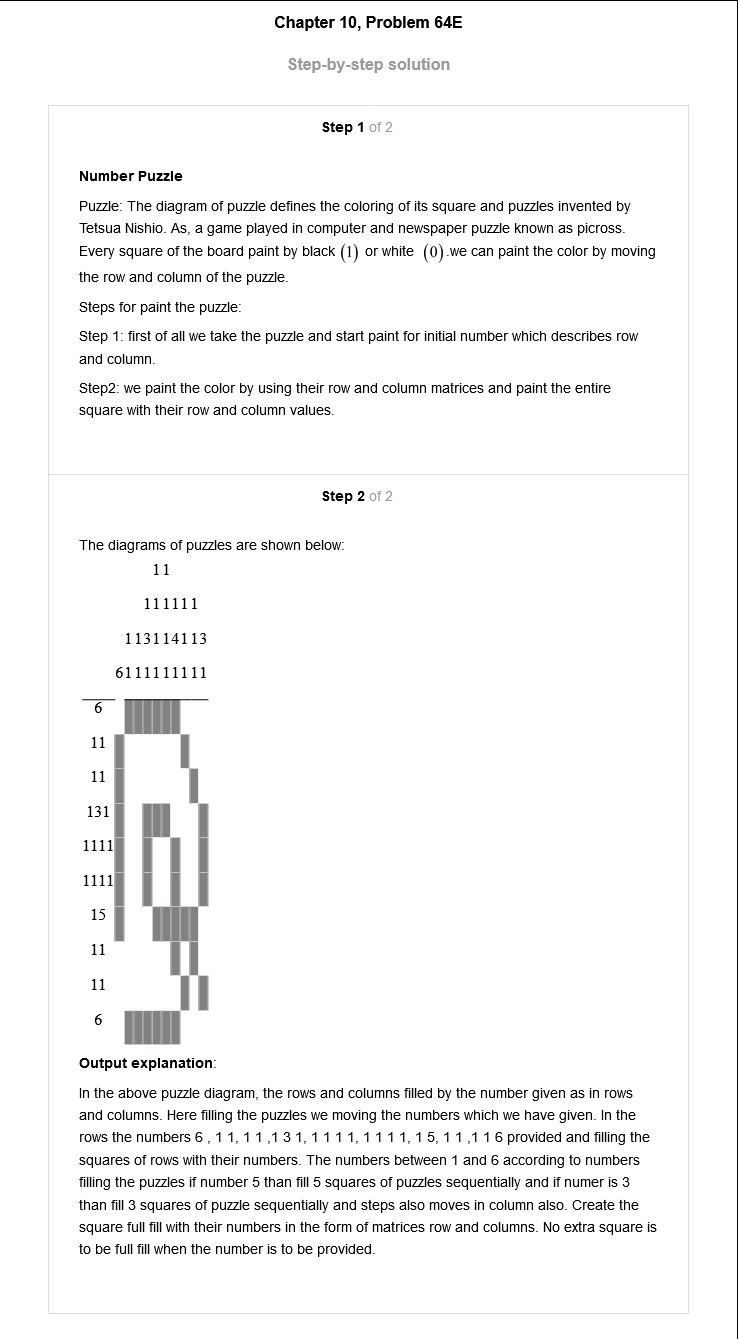 Chapter 10, Problem 64E
Step-by-step solution
Step 1 of 2
Number Puzzle
Puzzle: The diagram of puzzle defines the coloring of its square and puzzles invented by
Tetsua Nishio. As, a game played in computer and newspaper puzzle known as picross.
Every square of the board paint by black (1) or white (0).we can paint the color by moving
the row and column of the puzzle.
Steps for paint the puzzle:
Step 1: first of all we take the puzzle and start paint for initial number which describes row
and column.
Step2: we paint the color by using their row and column matrices and paint the entire
square with their row and column values.
Step 2 of 2
The diagrams of puzzles are shown below:
11
111111
113114113
6111111111
6
11
11
131
1111
1111
15
11
11
6
Output explanation:
In the above puzzle diagram, the rows and columns filled by the number given as in rows
and columns. Here filling the puzzles we moving the numbers which we have given. In the
rows the numbers 6 , 1 1, 1 1 ,1 3 1, 1 1 1 1, 1 1 1 1, 1 5, 1 1 ,1 1 6 provided and filling the
squares of rows with their numbers. The numbers between 1 and 6 according to numbers
filling the puzzles if number 5 than fill 5 squares of puzzles sequentially and if numer is 3
than fill 3 squares of puzzle sequentially and steps also moves in column also. Create the
square full fill with their numbers in the form of matrices row and columns. No extra square is
to be full fill when the number is to be provided.